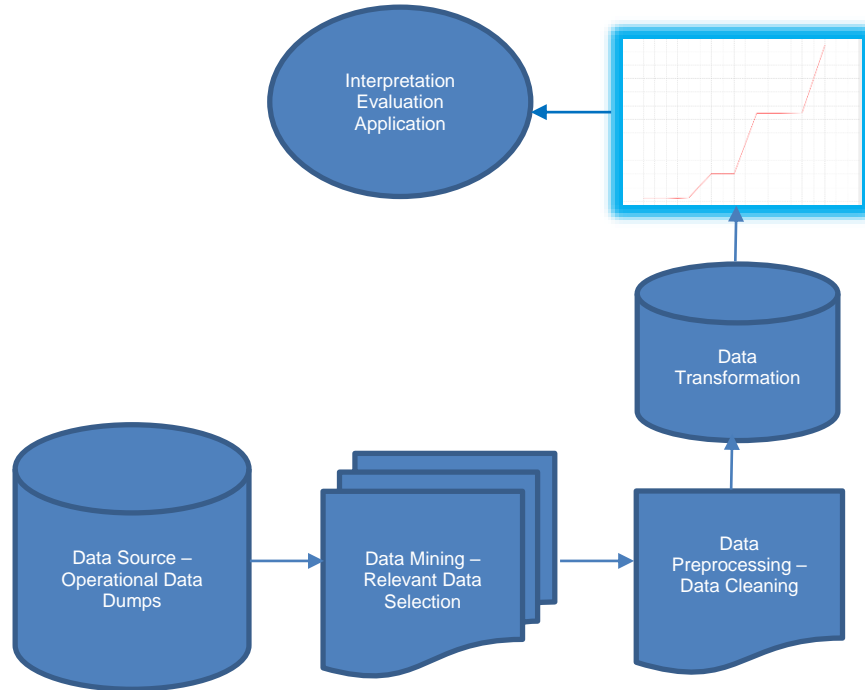 Interpretation
Evaluation
Application
Data
Transformation
Data Source –
Operational Data
Dumps
Data Mining –
Relevant Data
Selection
Data
Preprocessing –
Data Cleaning